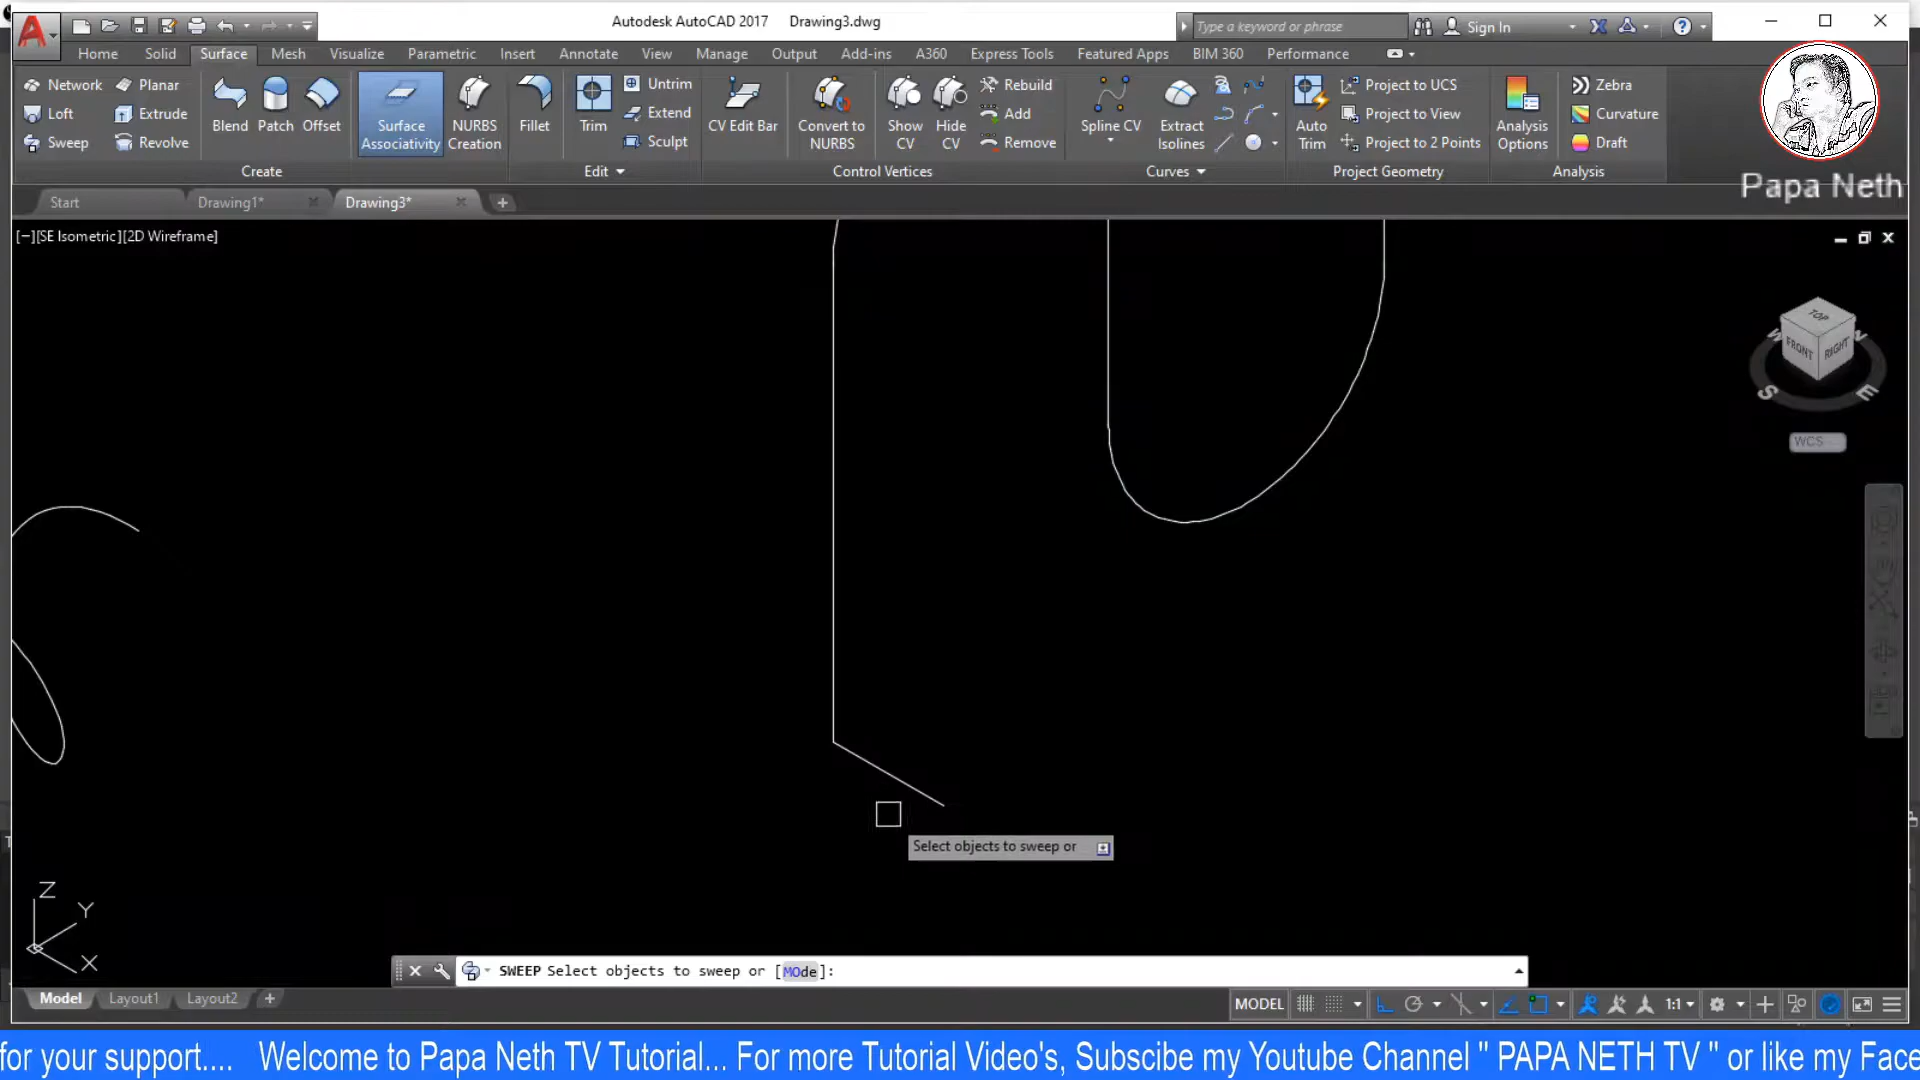 Autodesk AutoCAD 2017 Drawing3.dwg
Type a keyword or phrase
Sign In
Home Solid Surface Mesh Visualize Parametric Insert Annotate View Manage Output Add-ins A360 Express Tools Featured Apps BIM 360 Performance
Network Planar
Loft Extrude
Sweep Revolve
Blend Patch Offset
Create
Surface Associativity
NURBS Creation
Fillet
Trim
Untrim
Extend
Sculpt
Edit
CV Edit Bar
Convert to NURBS
Show CV
Hide CV
Rebuild
Add
Remove
Control Vertices
Spline CV
Extract Isolines
Curves
Auto Trim
Project to UCS
Project to View
Project to 2 Points
Project Geometry
Analysis Options
Zebra
Curvature
Draft
Analysis
Papa Neth
Start Drawing1* Drawing3*
[−][SE Isometric][2D Wireframe]
TOP
FRONT RIGHT
W N
S E
WCS
Select objects to sweep or
Z
Y
X
SWEEP Select objects to sweep or [MOde]:
Model Layout1 Layout2
MODEL 1:1
for your support.... Welcome to Papa Neth TV Tutorial... For more Tutorial Video's, Subscibe my Youtube Channel " PAPA NETH TV " or like my Face